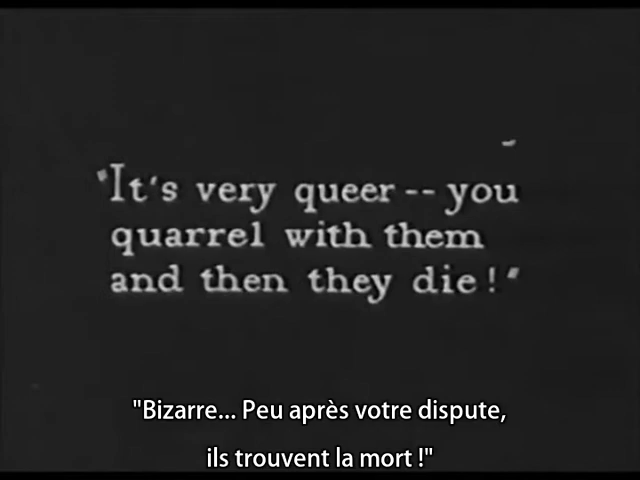 "It's very queer -- you
quarrel with them
and then they die!"
"Bizarre... Peu après votre dispute,
ils trouvent la mort !"